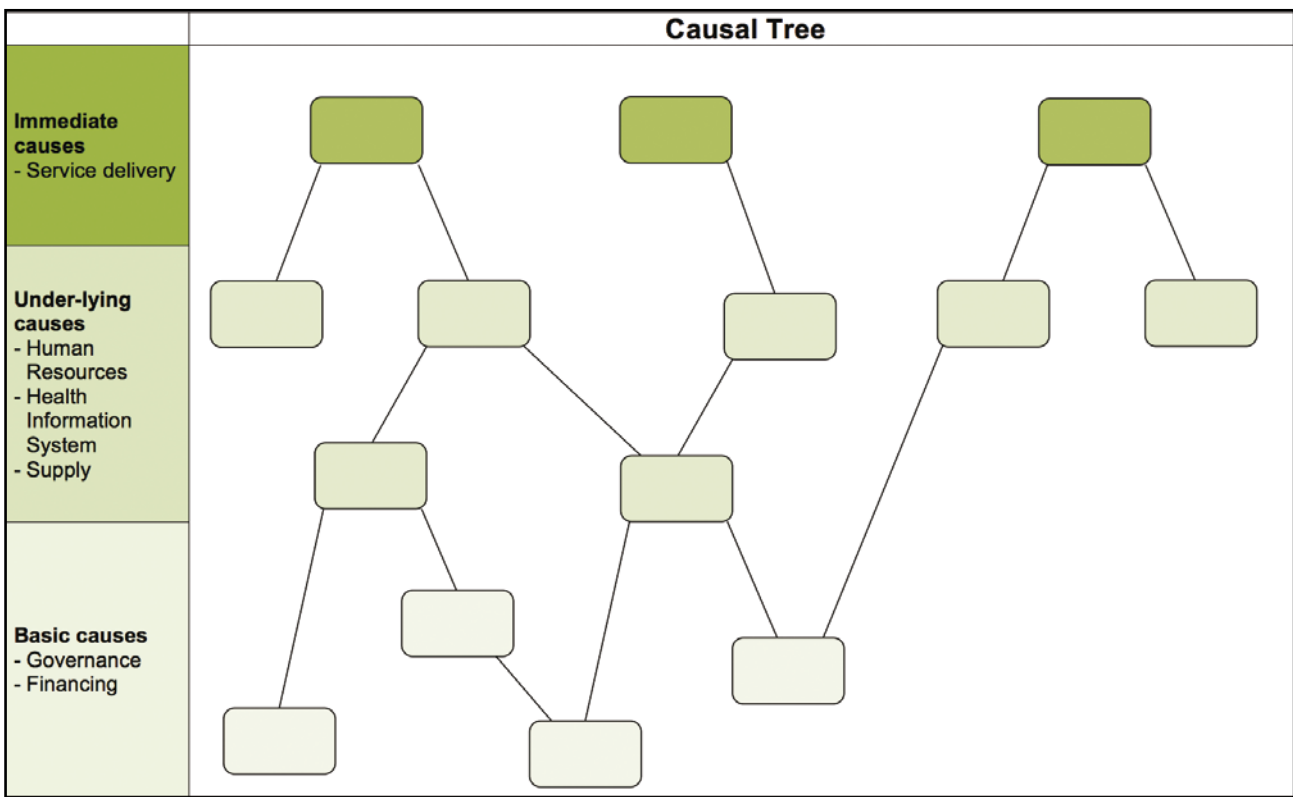 Causal Tree
Immediate
causes
- Service delivery
Under-lying
causes
- Human
Resources
- Health
Information
System
- Supply
Basic causes
- Governance
- Financing